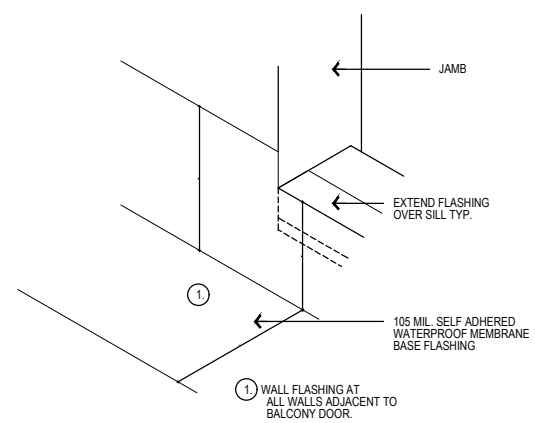 JAMB
EXTEND FLASHING
OVER SILL TYP.
1.
105 MIL. SELF ADHERED
WATERPROOF MEMBRANE
BASE FLASHING
1. WALL FLASHING AT
ALL WALLS ADJACENT TO
BALCONY DOOR.